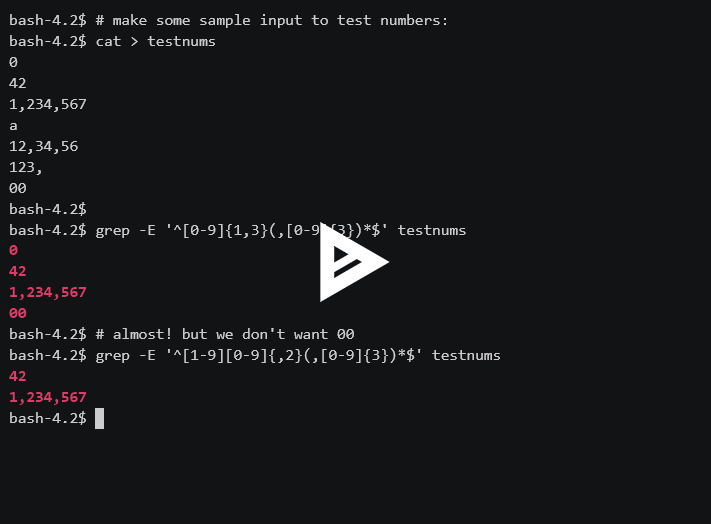 bash-4.2$ # make some sample input to test numbers:
bash-4.2$ cat > testnums
0
42
1,234,567
a
12,34,56
123,
00
bash-4.2$
bash-4.2$ grep -E '^[0-9]{1,3}(,[0-9]{3})*$' testnums
0
42
1,234,567
00
bash-4.2$ # almost! but we don't want 00
bash-4.2$ grep -E '^[1-9][0-9]{,2}(,[0-9]{3})*$' testnums
42
1,234,567
bash-4.2$